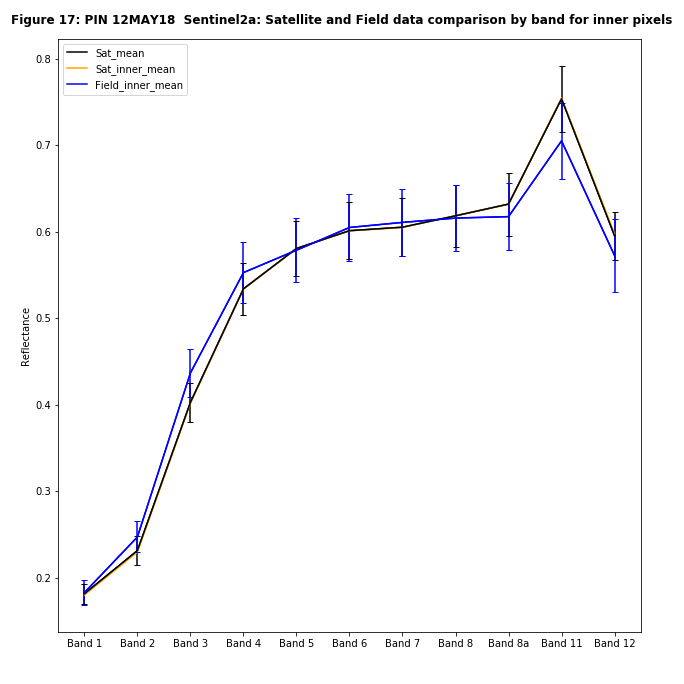 Figure 17: PIN 12MAY18  Sentinel2a: Satellite and Field data comparison by band for inner pixels
Sat_mean
Sat_inner_mean
Field_inner_mean
0.8
0.7
0.6
0.5
0.4
0.3
0.2
Reflectance
Band 1 Band 2 Band 3 Band 4 Band 5 Band 6 Band 7 Band 8 Band 8a Band 11 Band 12